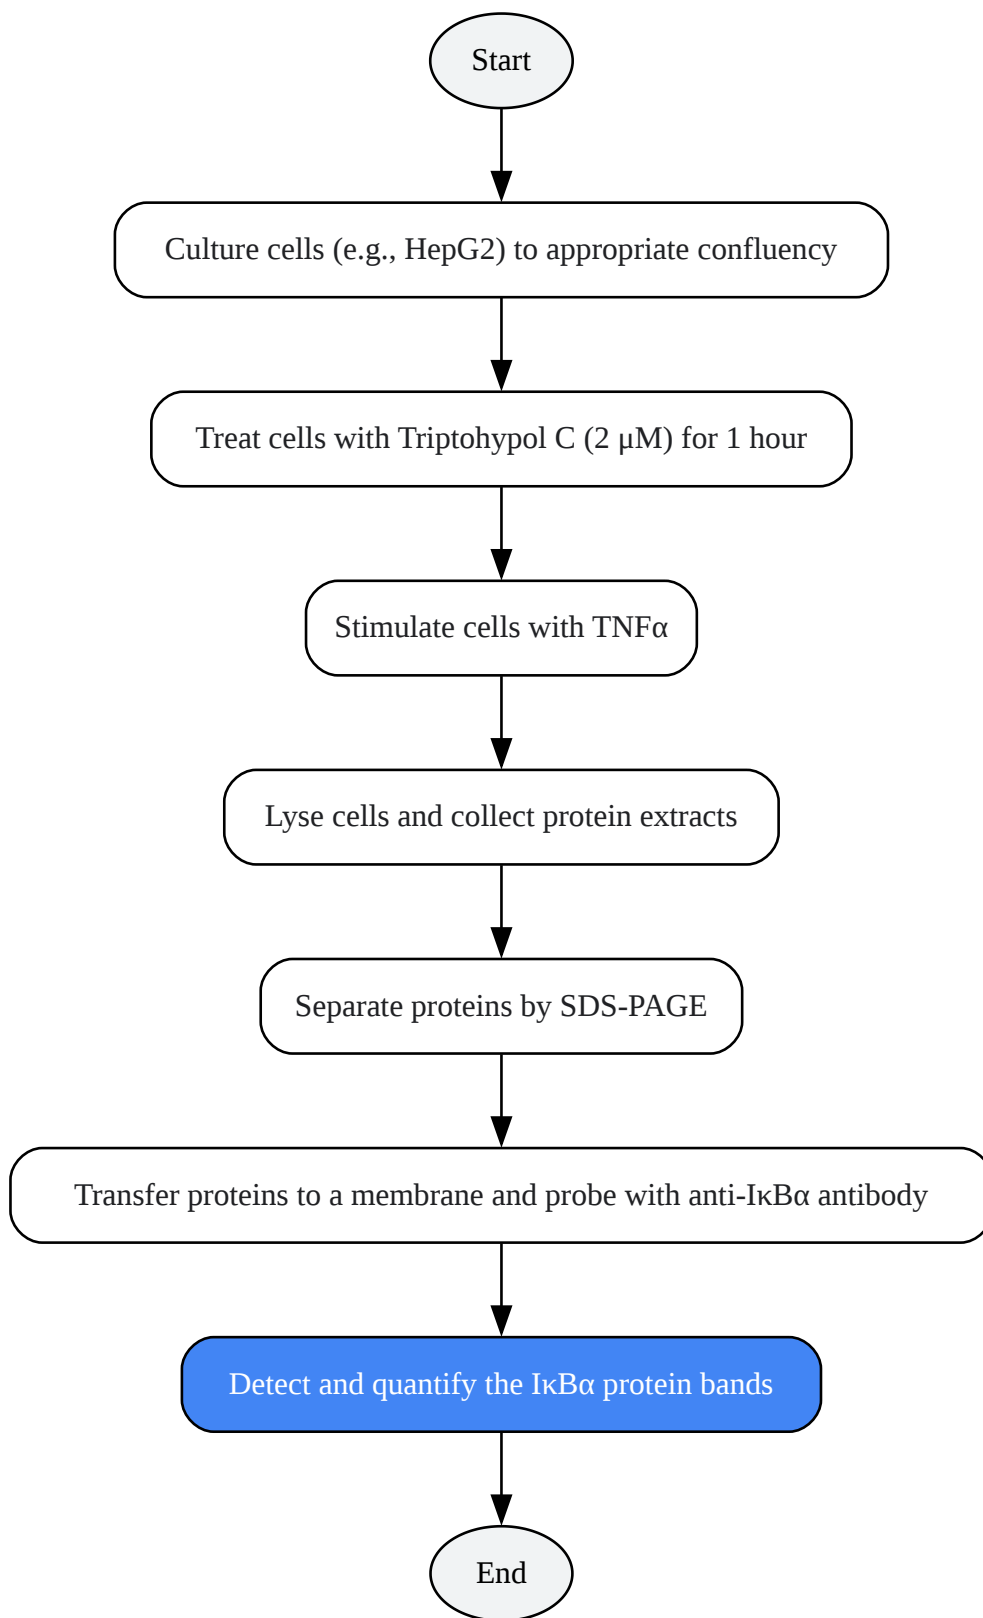 Start
Culture cells (e.g., HepG2) to appropriate confluency
Treat cells with Triptohypol C (2 μM) for 1 hour
Stimulate cells with TNFα
Lyse cells and collect protein extracts
Separate proteins by SDS-PAGE
Transfer proteins to a membrane and probe with anti-IκBα antibody
Detect and quantify the IκBα protein bands
End